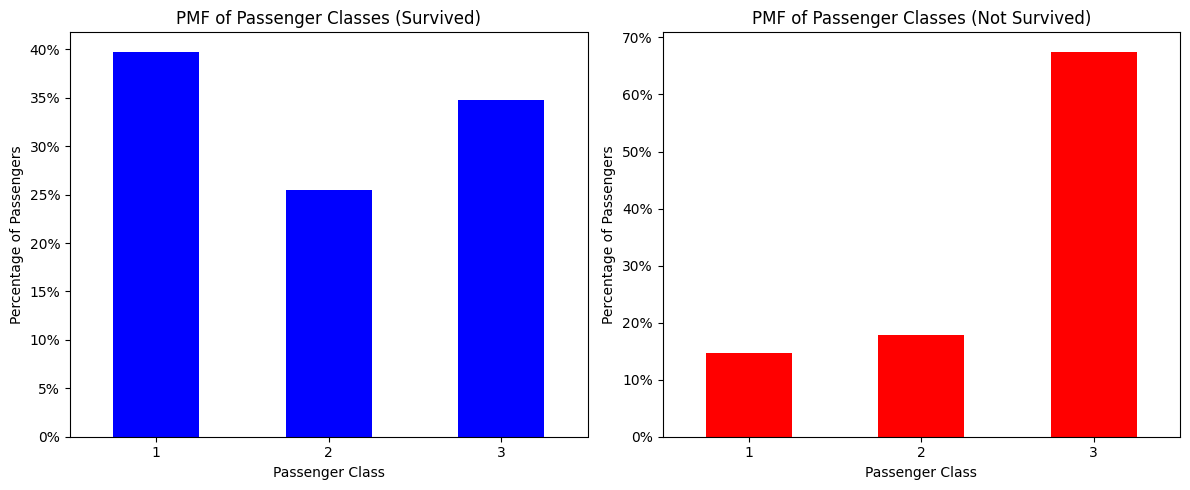 PMF of Passenger Classes (Survived)
40%
35%
30%
25%
20%
15%
10%
5%
0%
Percentage of Passengers
1 2 3
Passenger Class
PMF of Passenger Classes (Not Survived)
70%
60%
50%
40%
30%
20%
10%
0%
Percentage of Passengers
1 2 3
Passenger Class